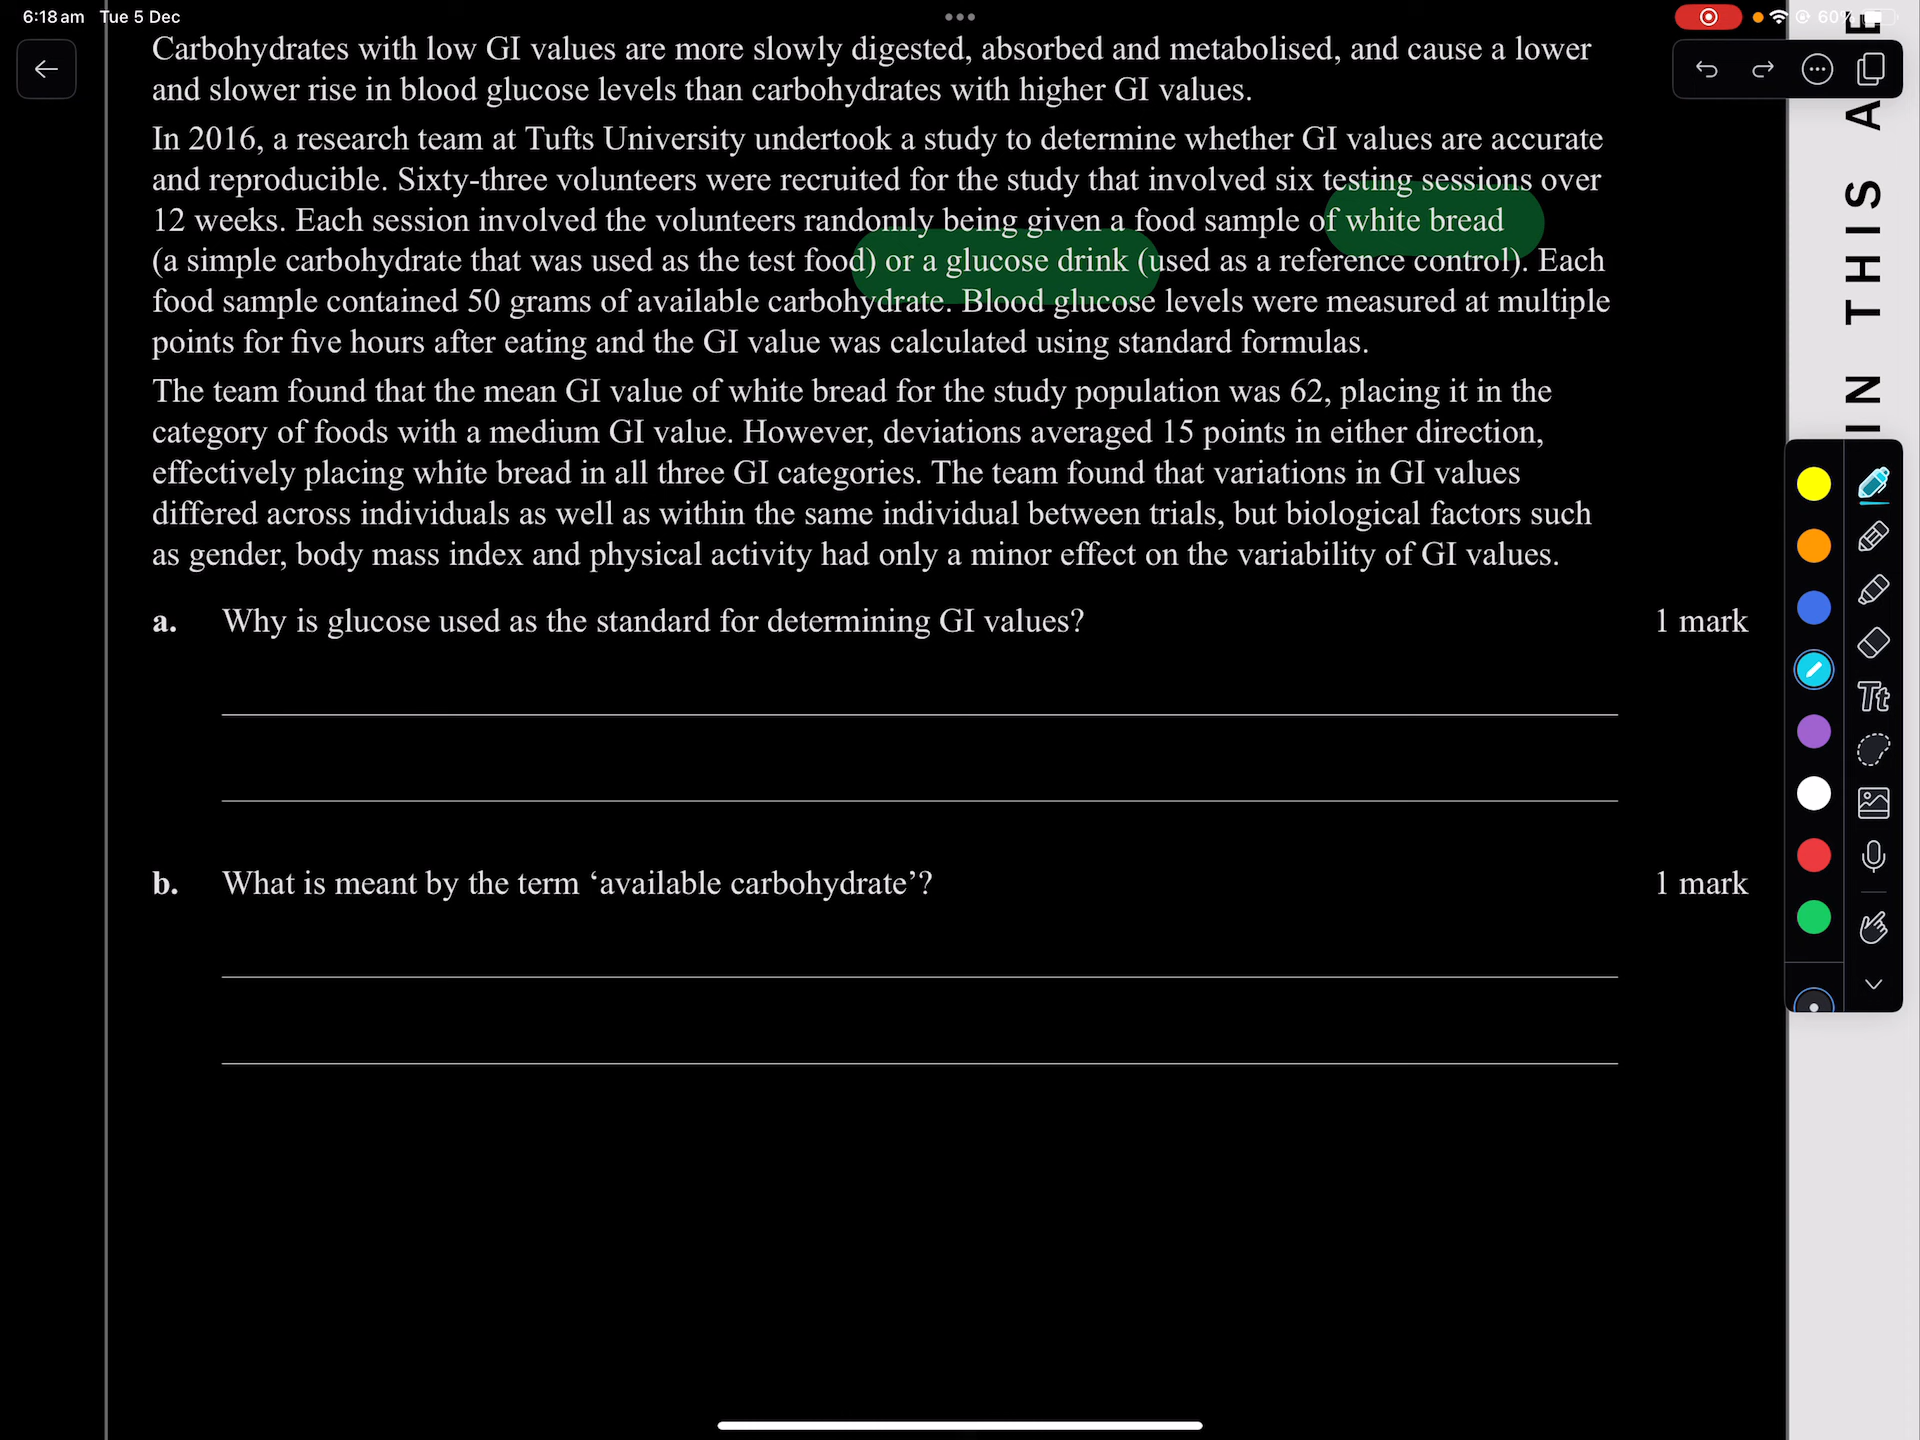 6:18 am Tue 5 Dec
60%
Carbohydrates with low GI values are more slowly digested, absorbed and metabolised, and cause a lower
and slower rise in blood glucose levels than carbohydrates with higher GI values.
In 2016, a research team at Tufts University undertook a study to determine whether GI values are accurate
and reproducible. Sixty-three volunteers were recruited for the study that involved six testing sessions over
12 weeks. Each session involved the volunteers randomly being given a food sample of white bread
(a simple carbohydrate that was used as the test food) or a glucose drink (used as a reference control). Each
food sample contained 50 grams of available carbohydrate. Blood glucose levels were measured at multiple
points for five hours after eating and the GI value was calculated using standard formulas.
The team found that the mean GI value of white bread for the study population was 62, placing it in the
category of foods with a medium GI value. However, deviations averaged 15 points in either direction,
effectively placing white bread in all three GI categories. The team found that variations in GI values
differed across individuals as well as within the same individual between trials, but biological factors such
as gender, body mass index and physical activity had only a minor effect on the variability of GI values.
a. Why is glucose used as the standard for determining GI values? 1 mark
b. What is meant by the term ‘available carbohydrate’? 1 mark
IN THIS A
Tt